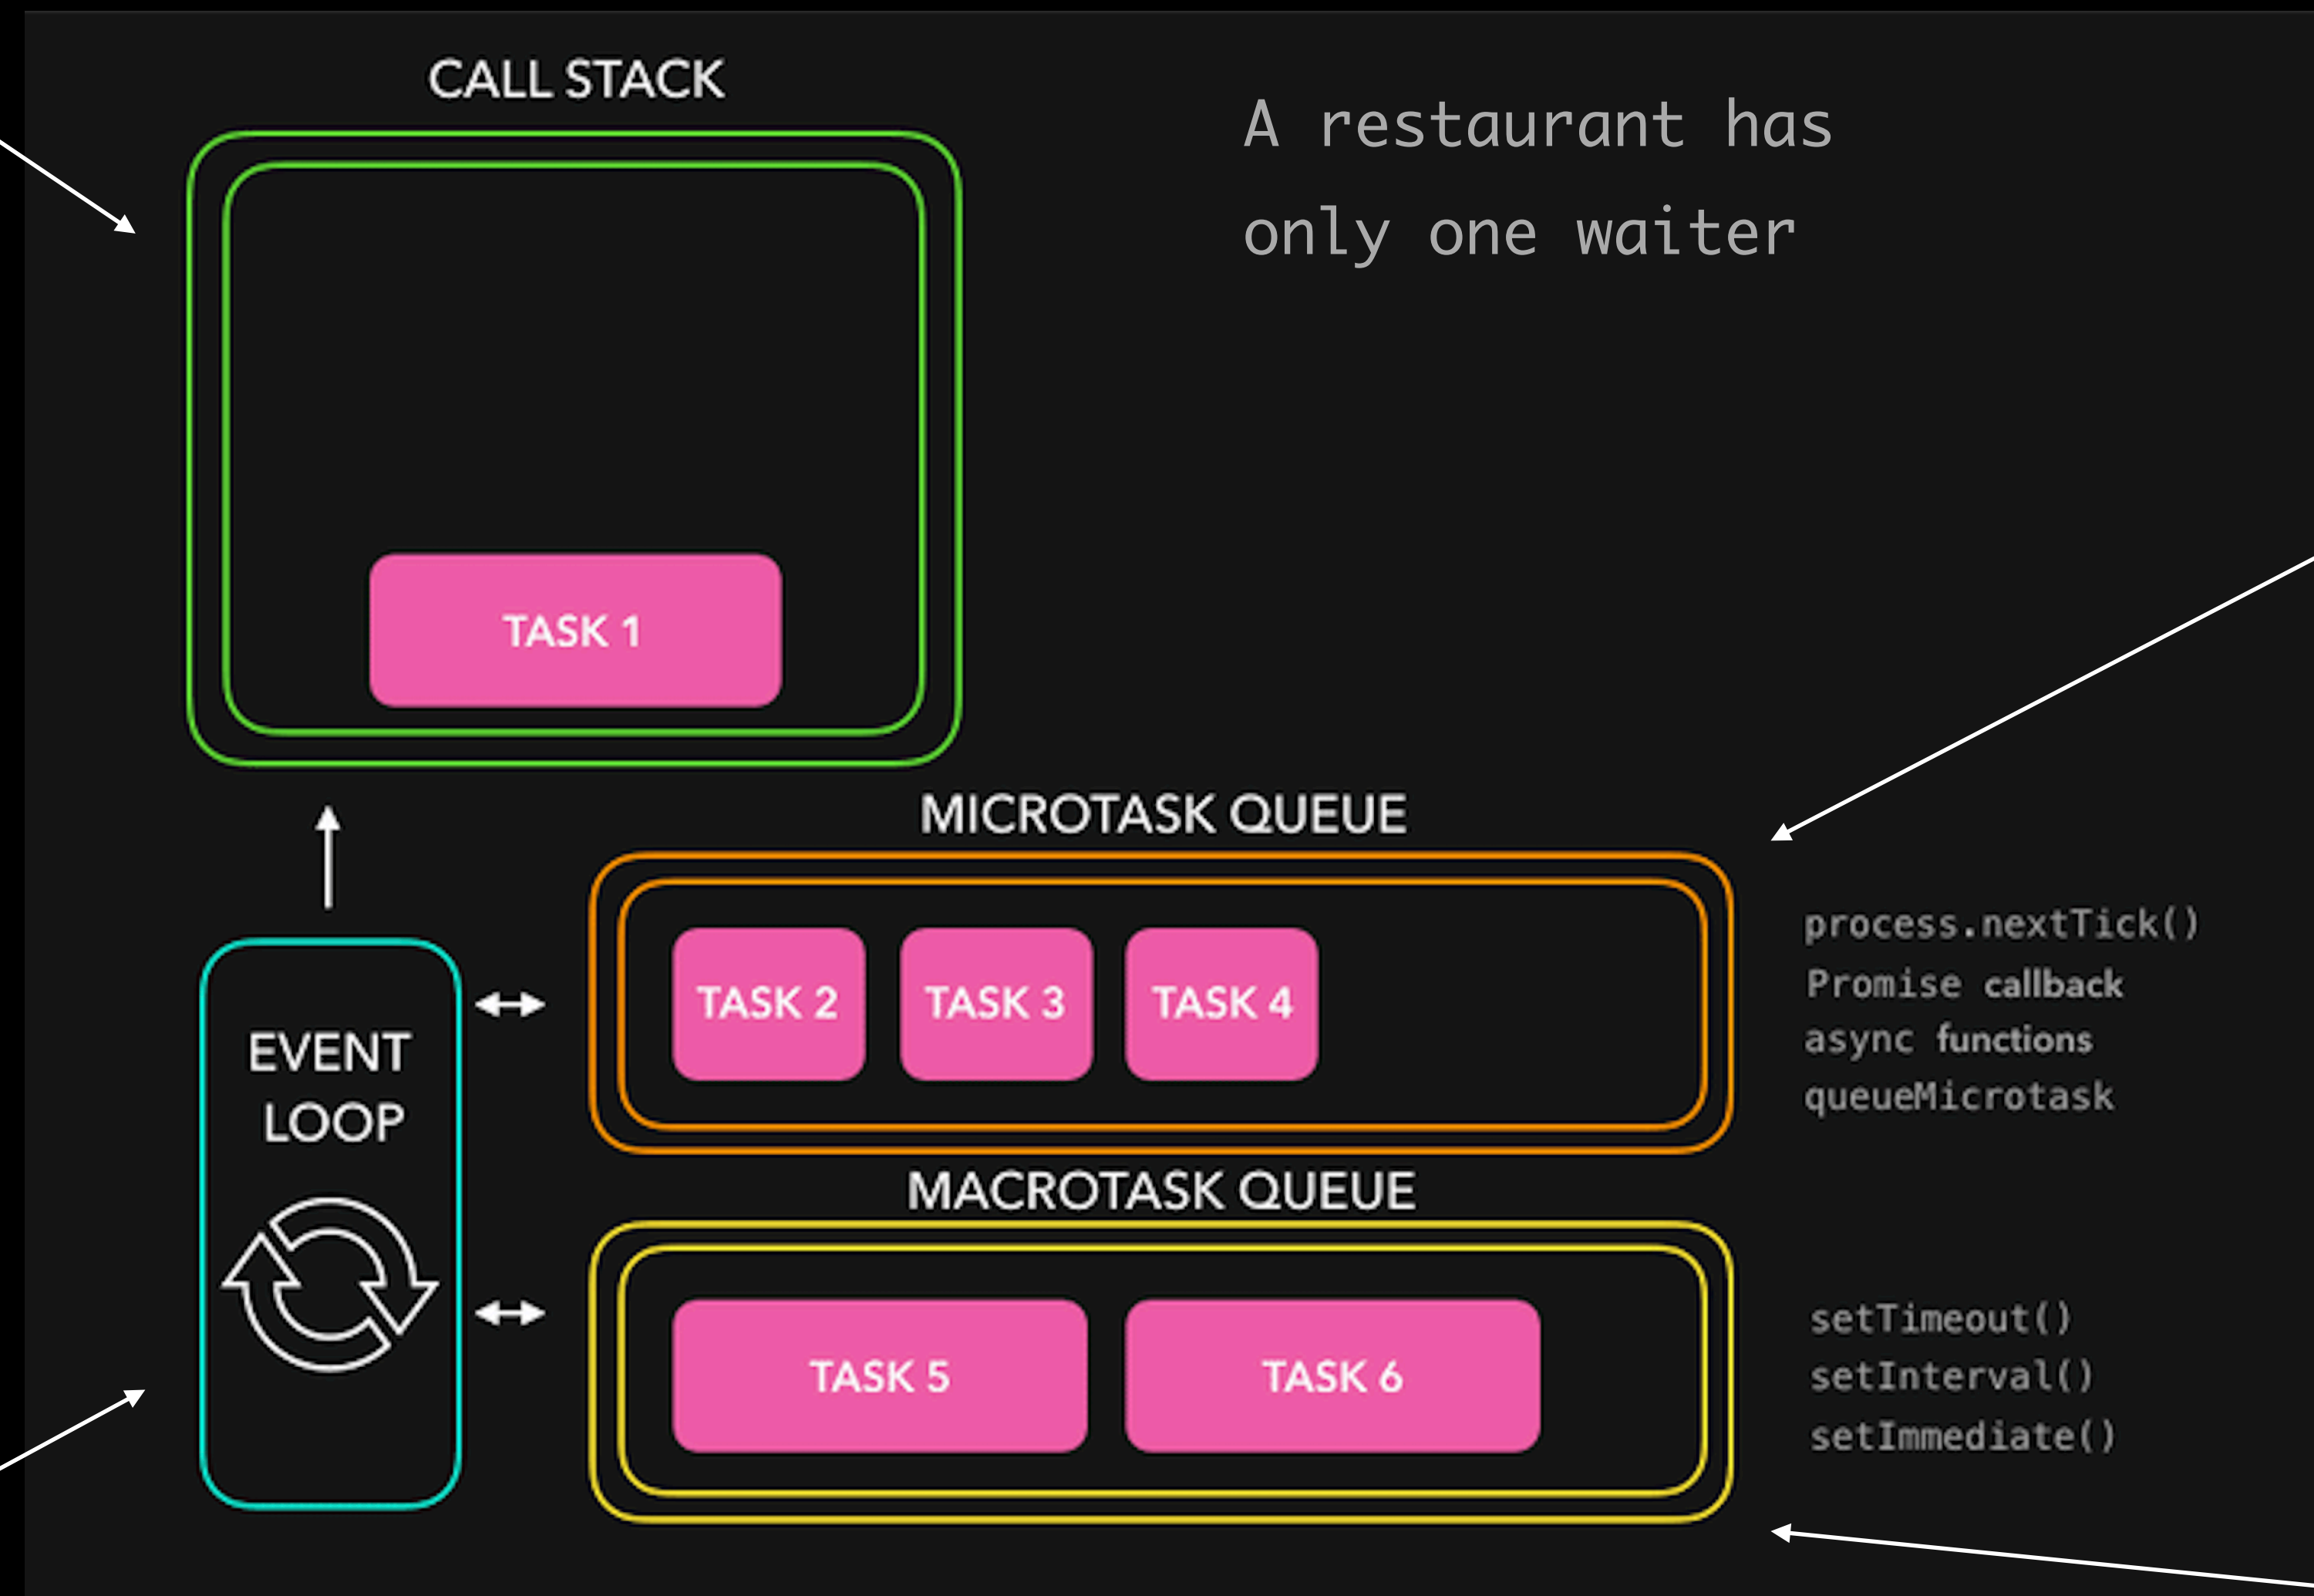 CALL STACK
A restaurant has
only one waiter
TASK 1
MICROTASK QUEUE
TASK 2
TASK 3
TASK 4
process.nextTick()
Promise callback
async functions
queueMicrotask
EVENT
LOOP
MACROTASK QUEUE
TASK 5
TASK 6
setTimeout()
setInterval()
setImmediate()